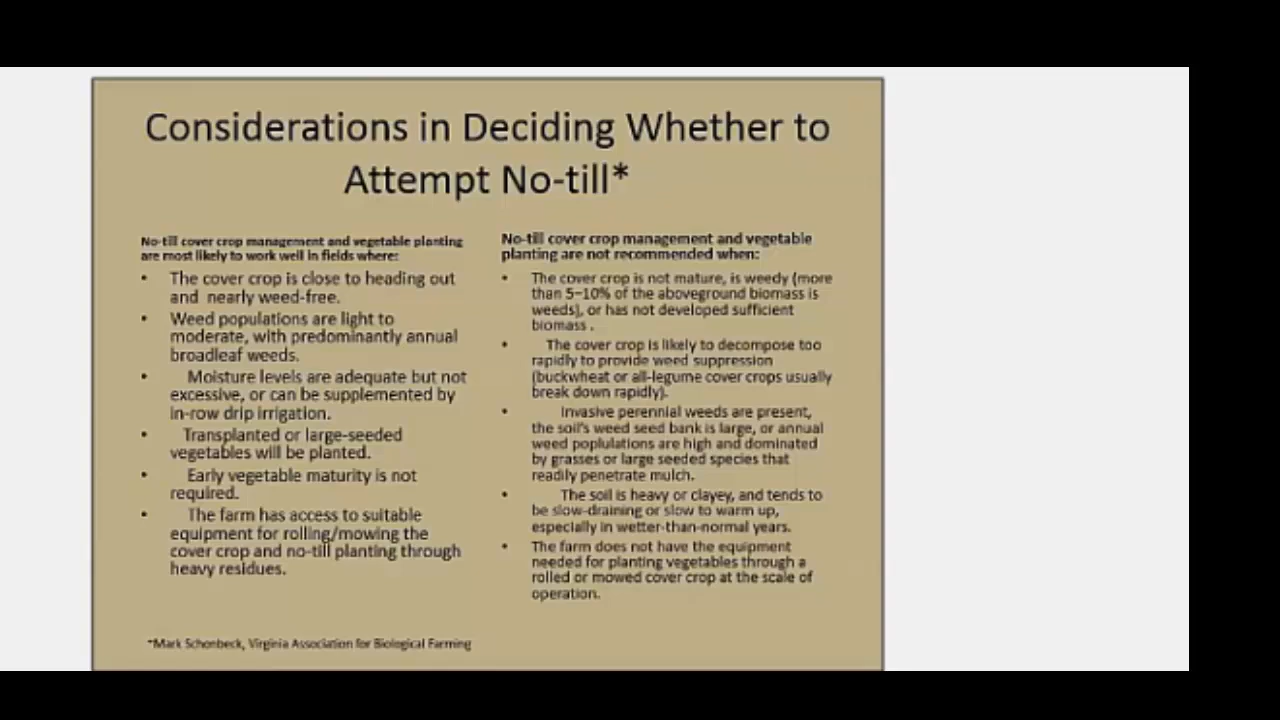 Considerations in Deciding Whether to
Attempt No-till*
No-till cover crop management and vegetable planting
are most likely to work well in fields where:
• The cover crop is close to heading out
and nearly weed-free.
• Weed populations are light to
moderate, with predominantly annual
broadleaf weeds.
• Moisture levels are adequate but not
excessive, or can be supplemented by
in-row drip irrigation.
• Transplanted or large-seeded
vegetables will be planted.
• Early vegetable maturity is not
required.
• The farm has access to suitable
equipment for rolling/mowing the
cover crop and no-till planting through
heavy residues.
No-till cover crop management and vegetable
planting are not recommended when:
• The cover crop is not mature, is weedy (more
than 5–10% of the aboveground biomass is
weeds), or has not developed sufficient
biomass .
• The cover crop is likely to decompose too
rapidly to provide weed suppression
(buckwheat or all-legume cover crops usually
break down rapidly).
• Invasive perennial weeds are present,
the soil's weed seed bank is large, or annual
weed poplulations are high and dominated
by grasses or large seeded species that
readily penetrate mulch.
• The soil is heavy or clayey, and tends to
be slow-draining or slow to warm up,
especially in wetter-than-normal years.
• The farm does not have the equipment
needed for planting vegetables through a
rolled or mowed cover crop at the scale of
operation.
*Mark Schonbeck, Virginia Association for Biological Farming